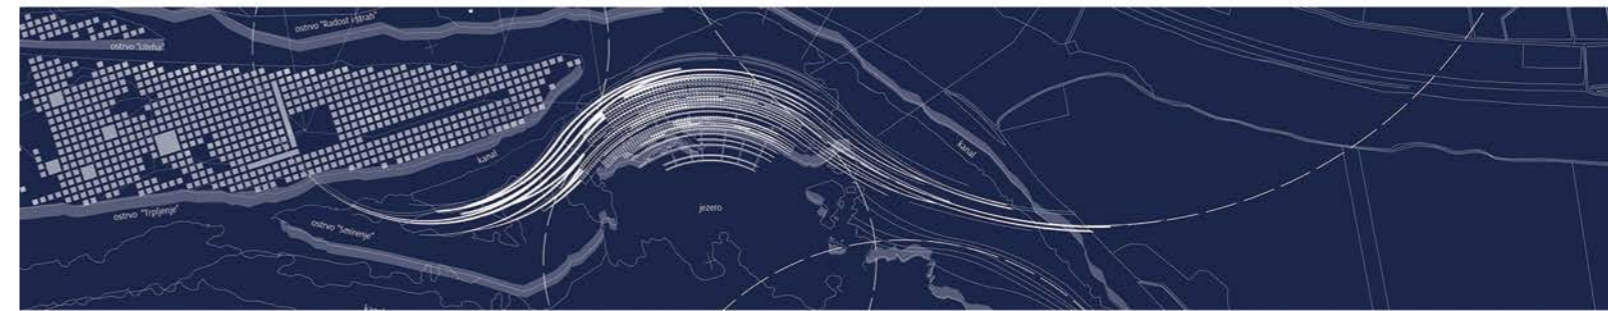 ostrvo "Radost i strah"
ostrvo "Uteha"
kanal
kanal
ostrvo "Trpljenje"
jezero
ostrvo "Smirenje"